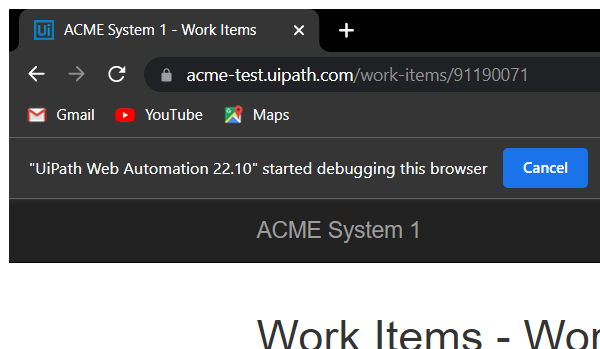 Ui ACME System 1 - Work Items
acme-test.uipath.com/work-items/91190071
Gmail YouTube Maps
"UiPath Web Automation 22.10" started debugging this browser Cancel
ACME System 1
Work Items - Wor